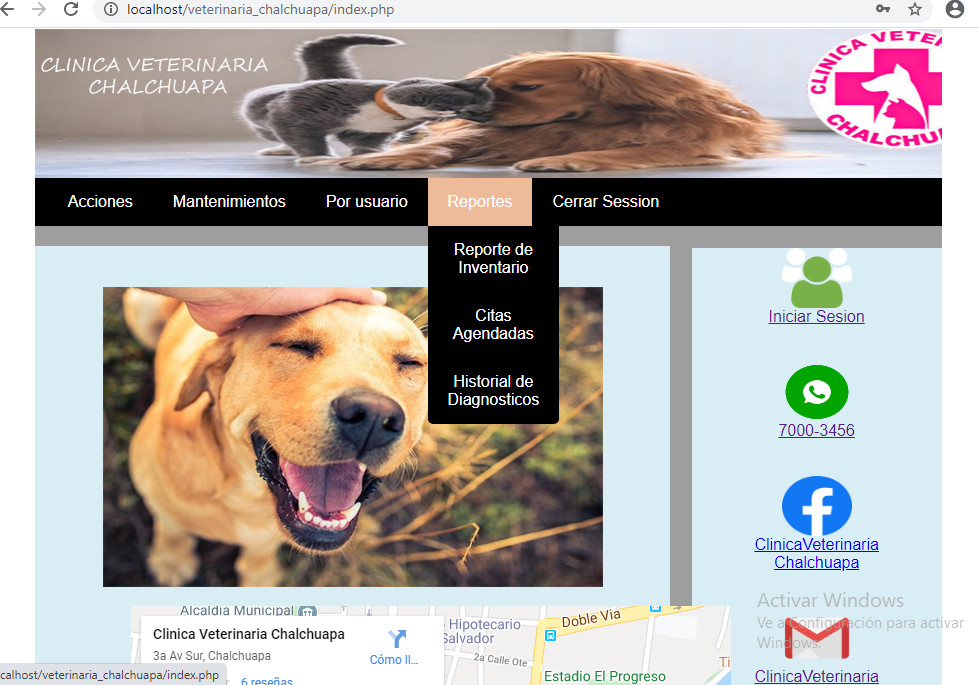 localhost/veterinaria_chalchuapa/index.php
CLINICA VETERINARIA
CHALCHUAPA
CLINICA VETER
CHALCHU
Acciones
Mantenimientos
Por usuario
Reportes
Cerrar Session
Reporte de
Inventario
Citas
Agendadas
Historial de
Diagnosticos
Iniciar Sesion
7000-3456
ClinicaVeterinaria
Chalchuapa
Activar Windows
Ve a Configuración para activar
Windows.
ClinicaVeterinaria
Alcaldia Municipal
Clinica Veterinaria Chalchuapa
3a Av Sur, Chalchuapa
Cómo ll...
6 reseñas
Hipotecario
Salvador
2a Calle Ote
Doble Via
Estadio El Progreso
Ti
calhost/veterinaria_chalchuapa/index.php